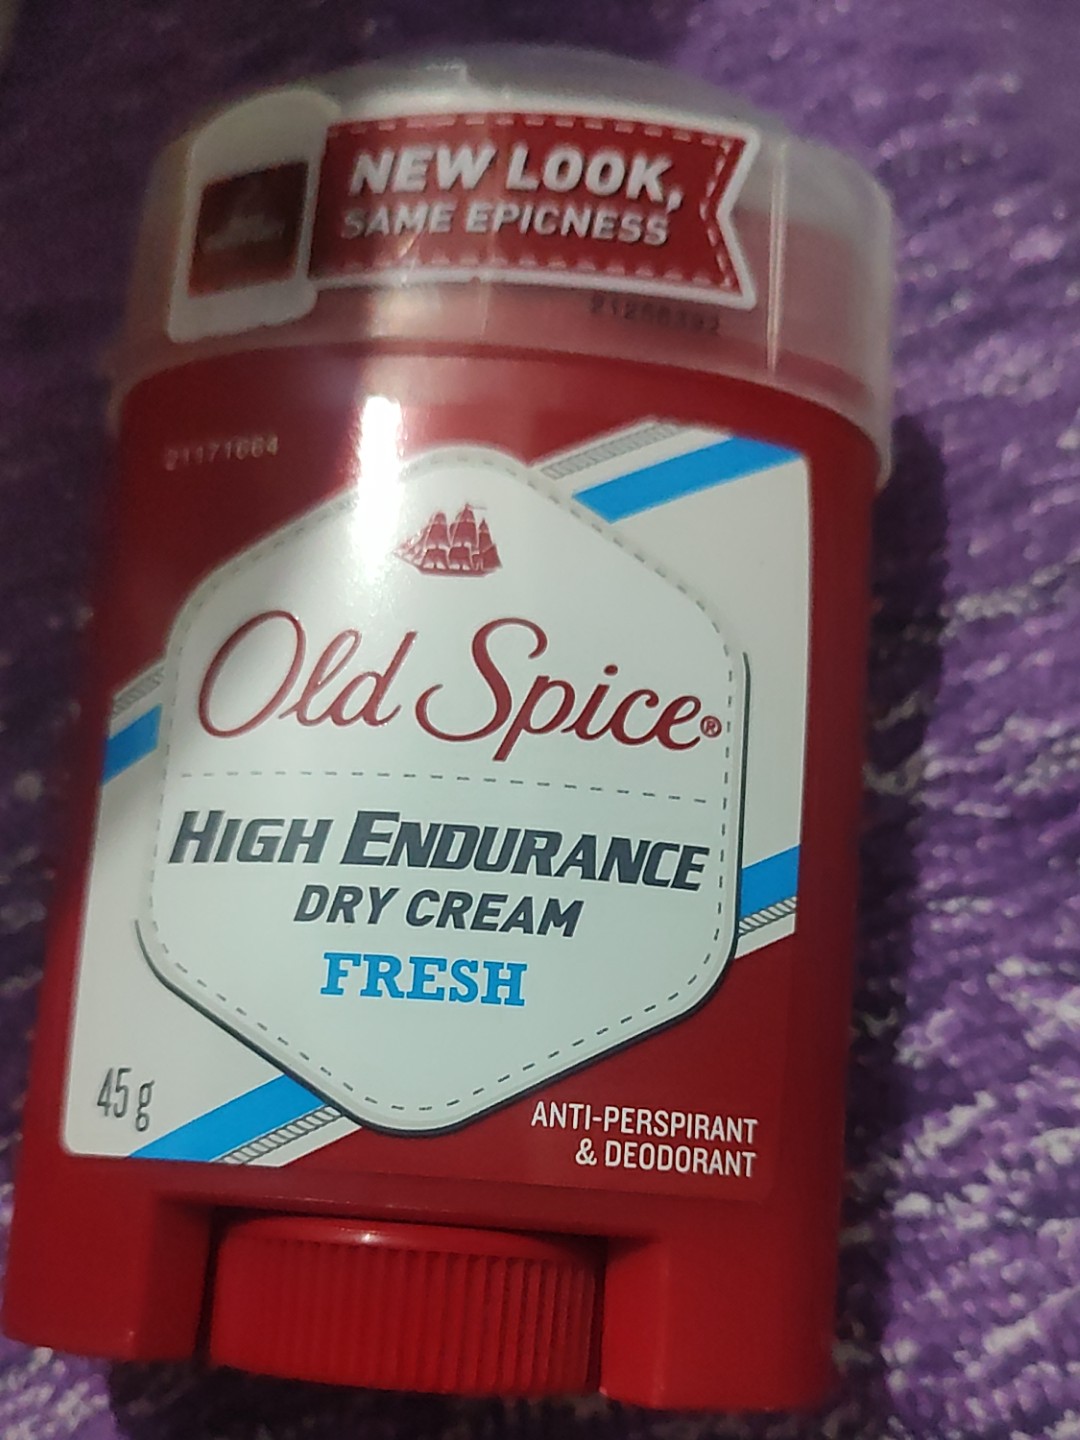 NEW LOOK,
SAME EPICNESS
21171664
Old Spice®
HIGH ENDURANCE
DRY CREAM
FRESH
45 g
ANTI-PERSPIRANT
& DEODORANT